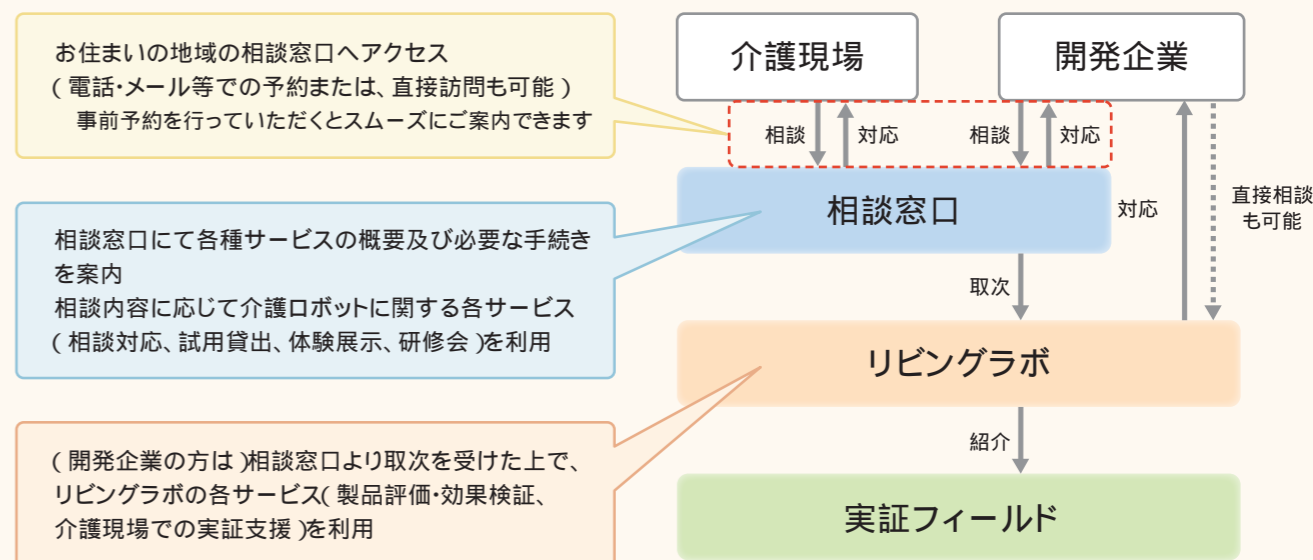 お住まいの地域の相談窓口へアクセス
（電話・メール等での予約または、直接訪問も可能）
事前予約を行っていただくとスムーズにご案内できます
介護現場
開発企業
相談
対応
相談
対応
相談窓口
対応
直接相談
も可能
相談窓口にて各種サービスの概要及び必要な手続き
を案内
相談内容に応じて介護ロボットに関する各サービス
（相談対応、試用貸出、体験展示、研修会）を利用
取次
リビングラボ
（開発企業の方は）相談窓口より取次を受けた上で、
リビングラボの各サービス（製品評価・効果検証、
介護現場での実証支援）を利用
紹介
実証フィールド